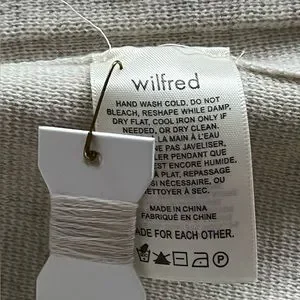 wilfred
HAND WASH COLD, DO NOT
BLEACH, RESHAPE WHILE DAMP,
DRY FLAT, COOL IRON ONLY IF
NEEDED, OR DRY CLEAN.
LA MAIN À L'EAU
NE PAS JAVELISER,
PENDANT QUE
EST ENCORE HUMIDE.
À PLAT, REPASSAGE
SI NÉCESSAIRE, OU
NETTOYER À SEC.
MADE IN CHINA
FABRIQUÉ EN CHINE
MADE FOR EACH OTHER.